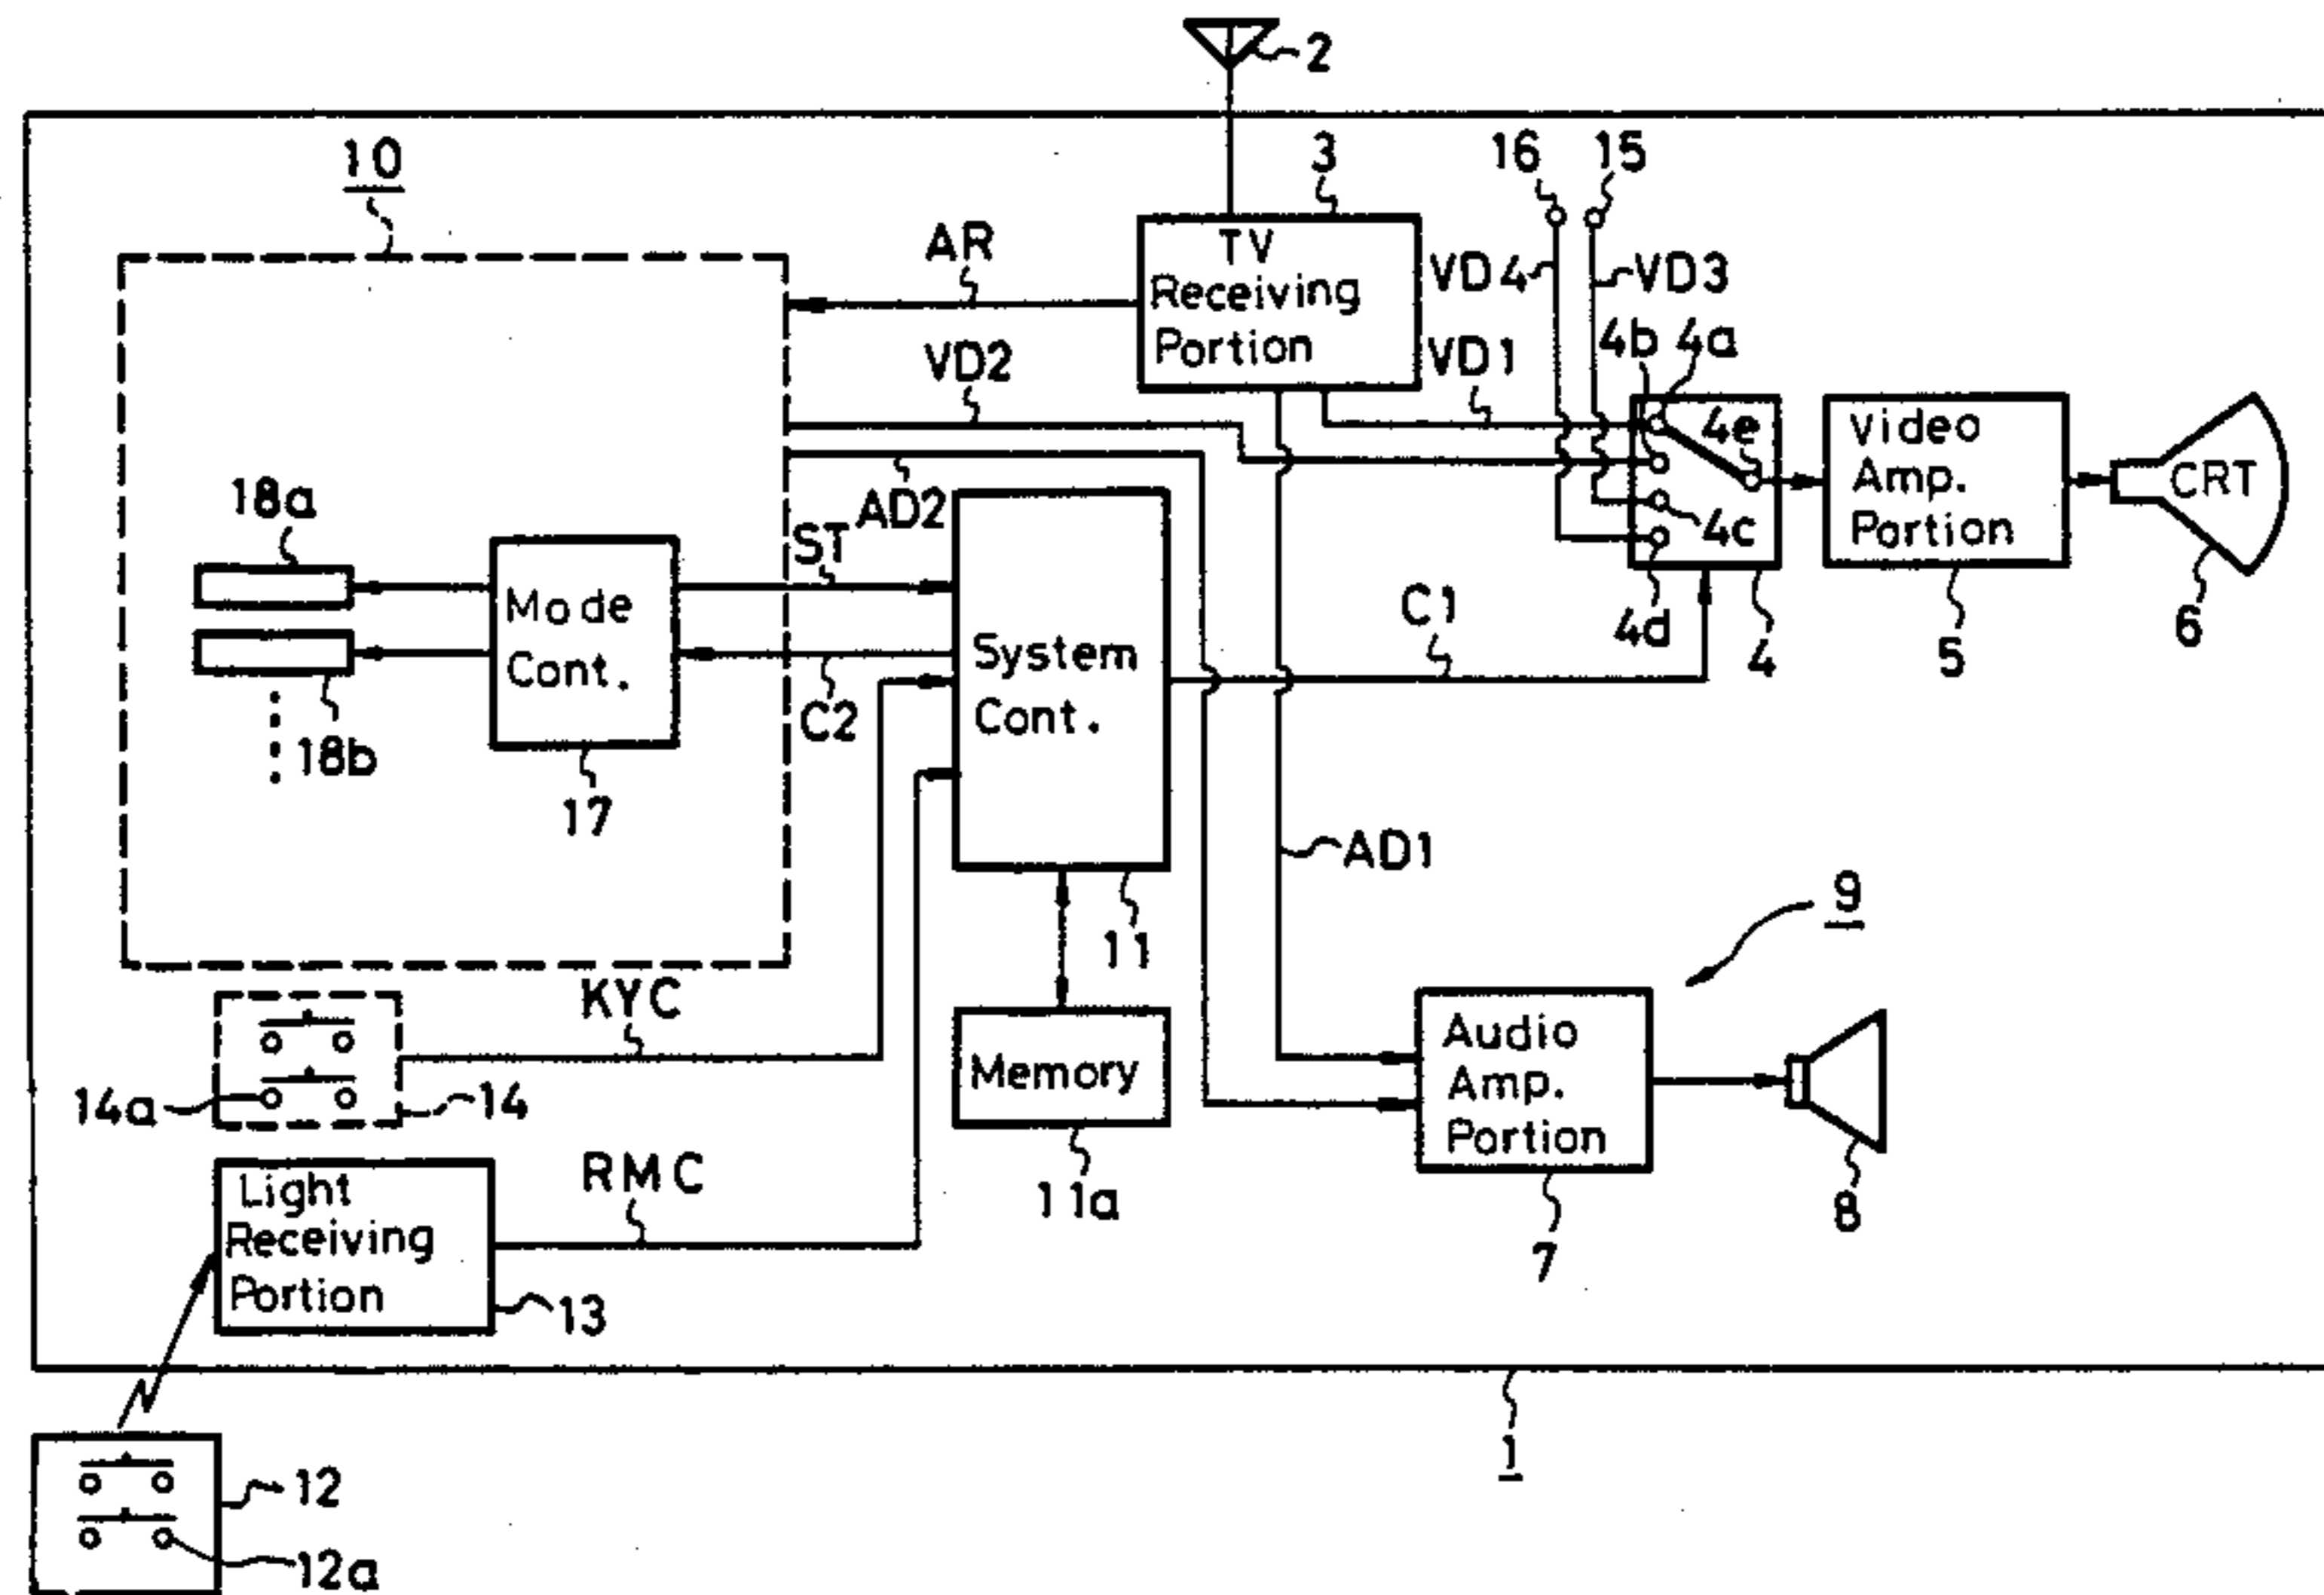 2
10
3
16
15
AR
TV
Receiving
Portion
VD4
VD3
VD2
VD1
4b
4a
4e
Video
Amp.
Portion
CRT
18a
AD2
ST
4c
Mode
Cont.
System
Cont.
C1
4d
4
5
6
C2
18b
17
AD1
9
11
KYC
Audio
Amp.
Portion
Memory
14a
14
RMC
11a
8
Light
Receiving
Portion
7
13
1
12
12a